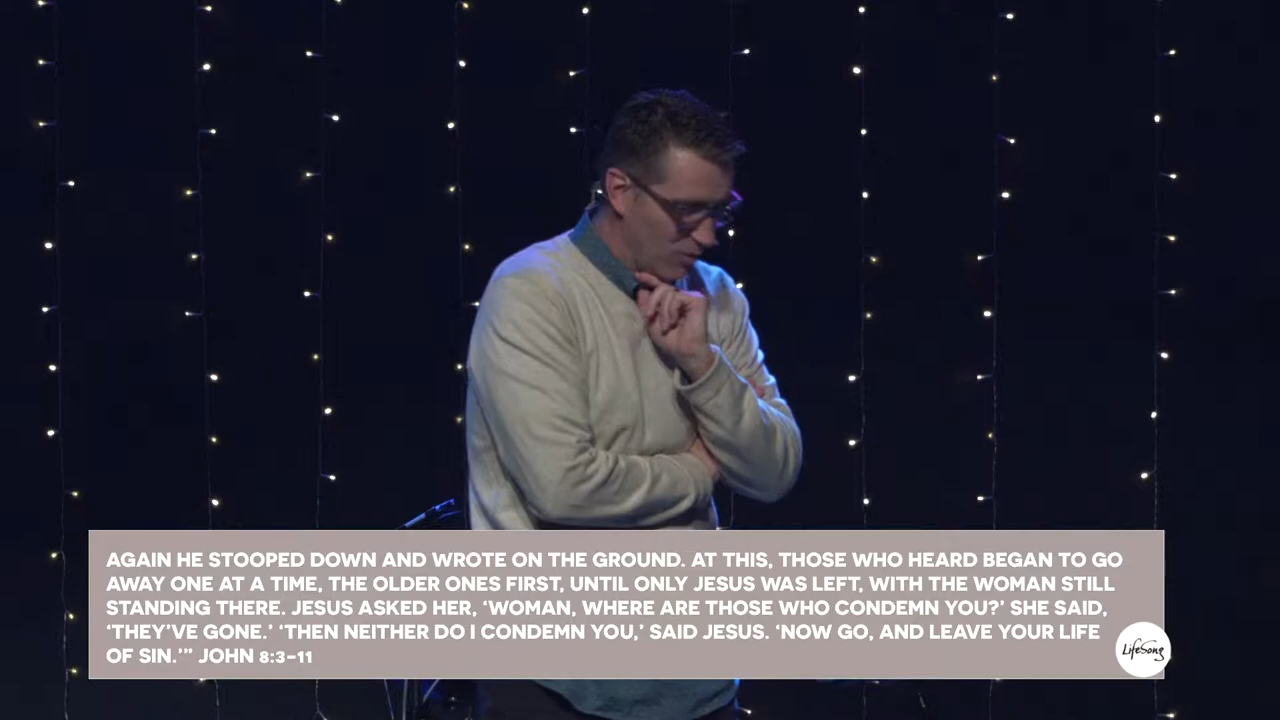 AGAIN HE STOOPED DOWN AND WROTE ON THE GROUND. AT THIS, THOSE WHO HEARD BEGAN TO GO
AWAY ONE AT A TIME, THE OLDER ONES FIRST, UNTIL ONLY JESUS WAS LEFT, WITH THE WOMAN STILL
STANDING THERE. JESUS ASKED HER, ‘WOMAN, WHERE ARE THOSE WHO CONDEMN YOU?’ SHE SAID,
‘THEY’VE GONE.’ ‘THEN NEITHER DO I CONDEMN YOU,’ SAID JESUS. ‘NOW GO, AND LEAVE YOUR LIFE
OF SIN.’” JOHN 8:3-11
LifeSong